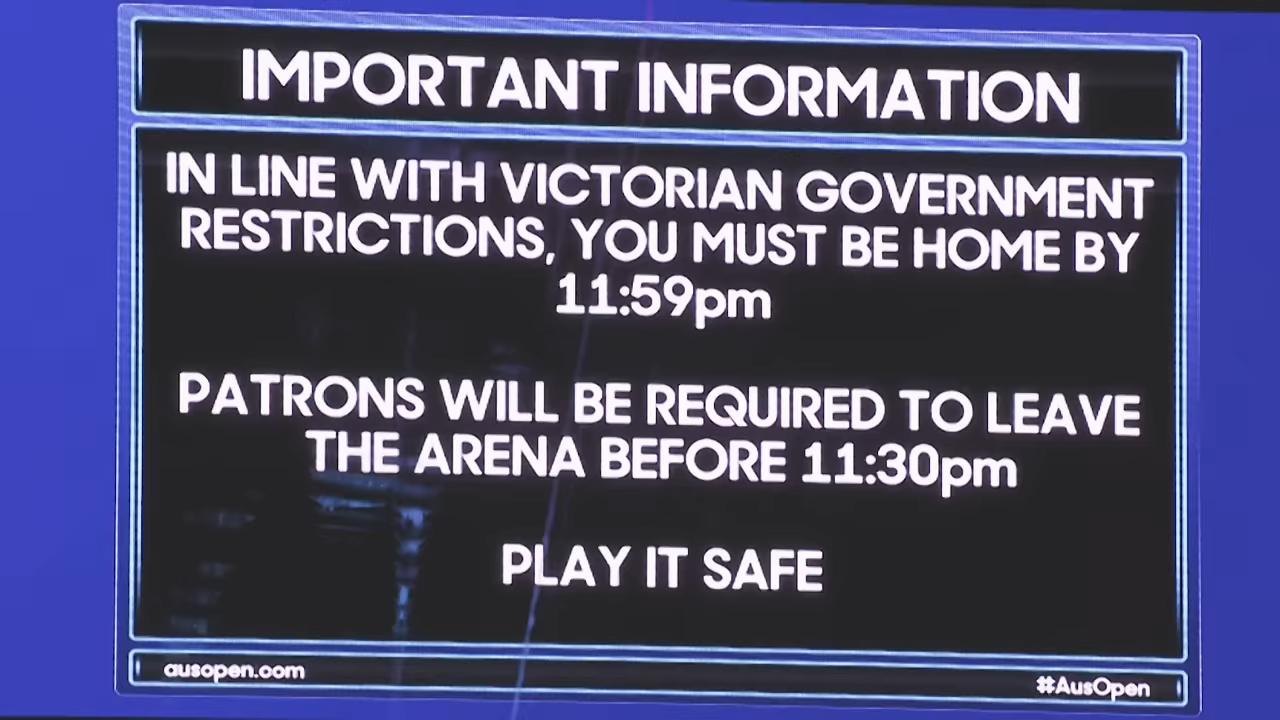 IMPORTANT INFORMATION
IN LINE WITH VICTORIAN GOVERNMENT
RESTRICTIONS, YOU MUST BE HOME BY
11:59pm
PATRONS WILL BE REQUIRED TO LEAVE
THE ARENA BEFORE 11:30pm
PLAY IT SAFE
ausopen.com
#AusOpen